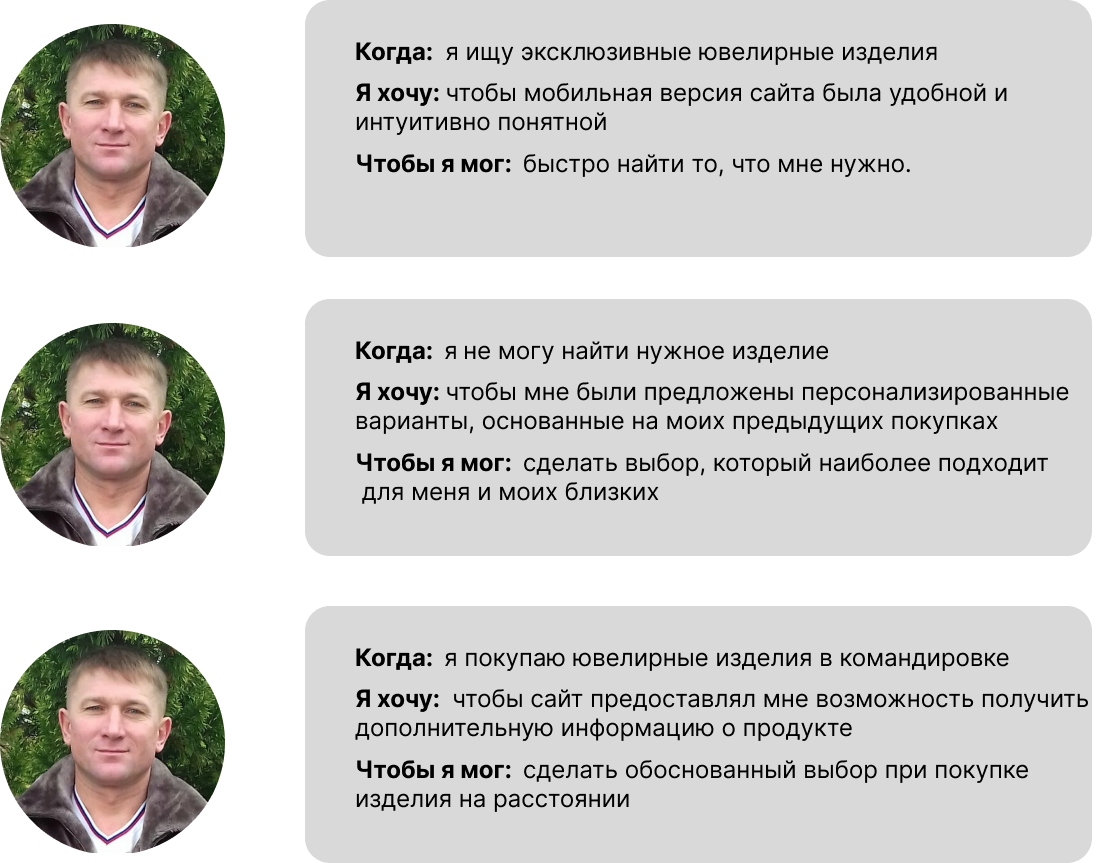 Когда: я ищу эксклюзивные ювелирные изделия
Я хочу: чтобы мобильная версия сайта была удобной и
интуитивно понятной
Чтобы я мог: быстро найти то, что мне нужно.
Когда: я не могу найти нужное изделие
Я хочу: чтобы мне были предложены персонализированные
варианты, основанные на моих предыдущих покупках
Чтобы я мог: сделать выбор, который наиболее подходит
для меня и моих близких
Когда: я покупаю ювелирные изделия в командировке
Я хочу: чтобы сайт предоставлял мне возможность получить
дополнительную информацию о продукте
Чтобы я мог: сделать обоснованный выбор при покупке
изделия на расстоянии